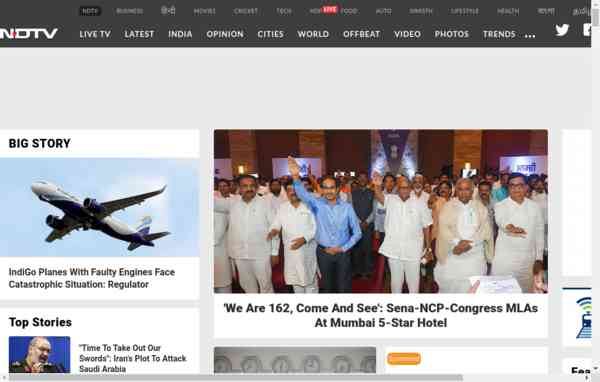 NDTV BUSINESS हिन्दी MOVIES CRICKET TECH LIVE FOOD AUTO SWASTH LIFESTYLE HEALTH বাংলা
NDTV LIVE TV LATEST INDIA OPINION CITIES WORLD OFFBEAT VIDEO PHOTOS TRENDS ...
BIG STORY
IndiGo Planes With Faulty Engines Face
Catastrophic Situation: Regulator
Top Stories
"Time To Take Out Our
Swords": Iran's Plot To Attack
Saudi Arabia
'We Are 162, Come And See': Sena-NCP-Congress MLAs
At Mumbai 5-Star Hotel
Sponsored